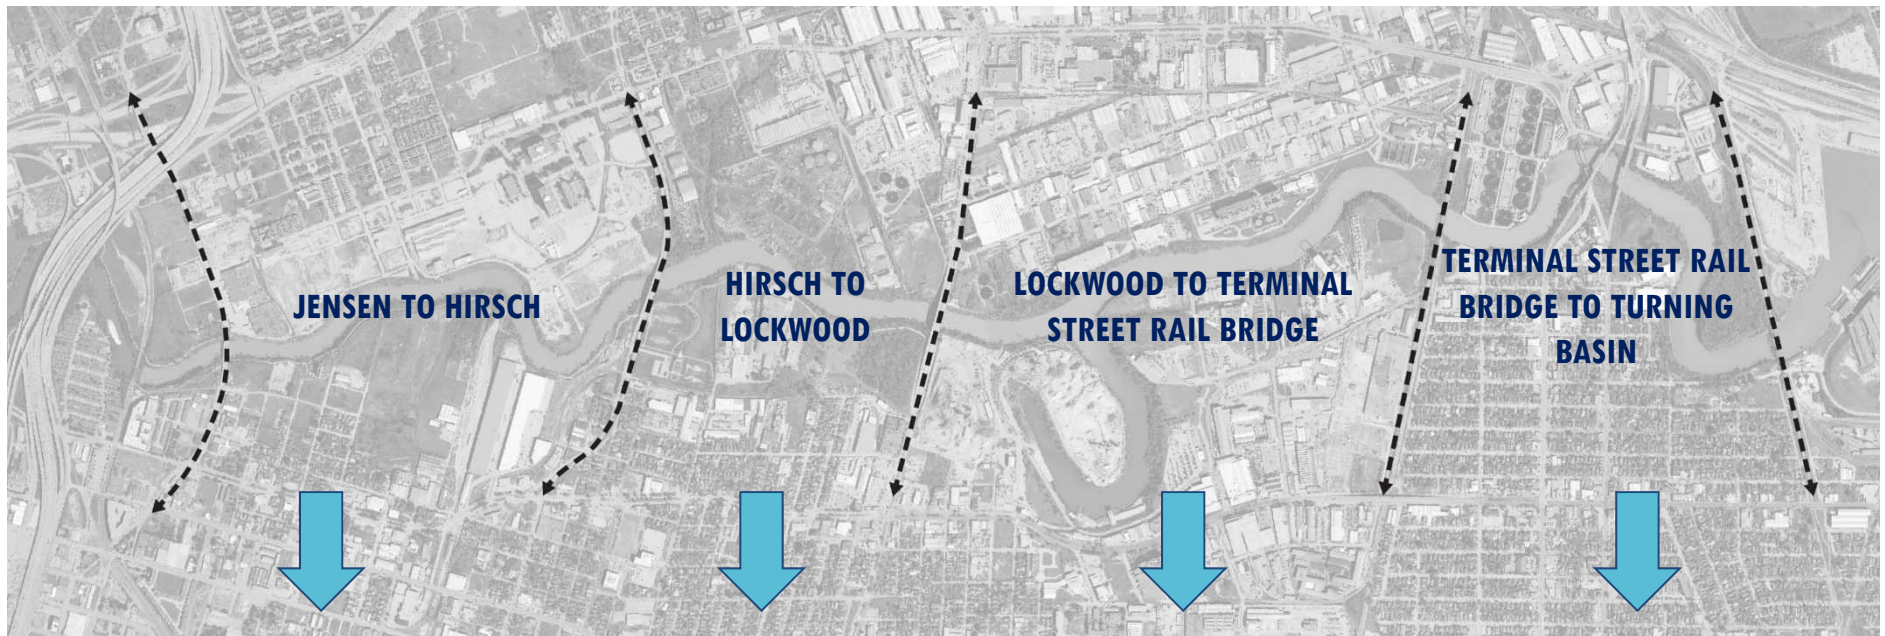 JENSEN TO HIRSCH
HIRSCH TO
LOCKWOOD
LOCKWOOD TO TERMINAL
STREET RAIL BRIDGE
TERMINAL STREET RAIL
BRIDGE TO TURNING
BASIN